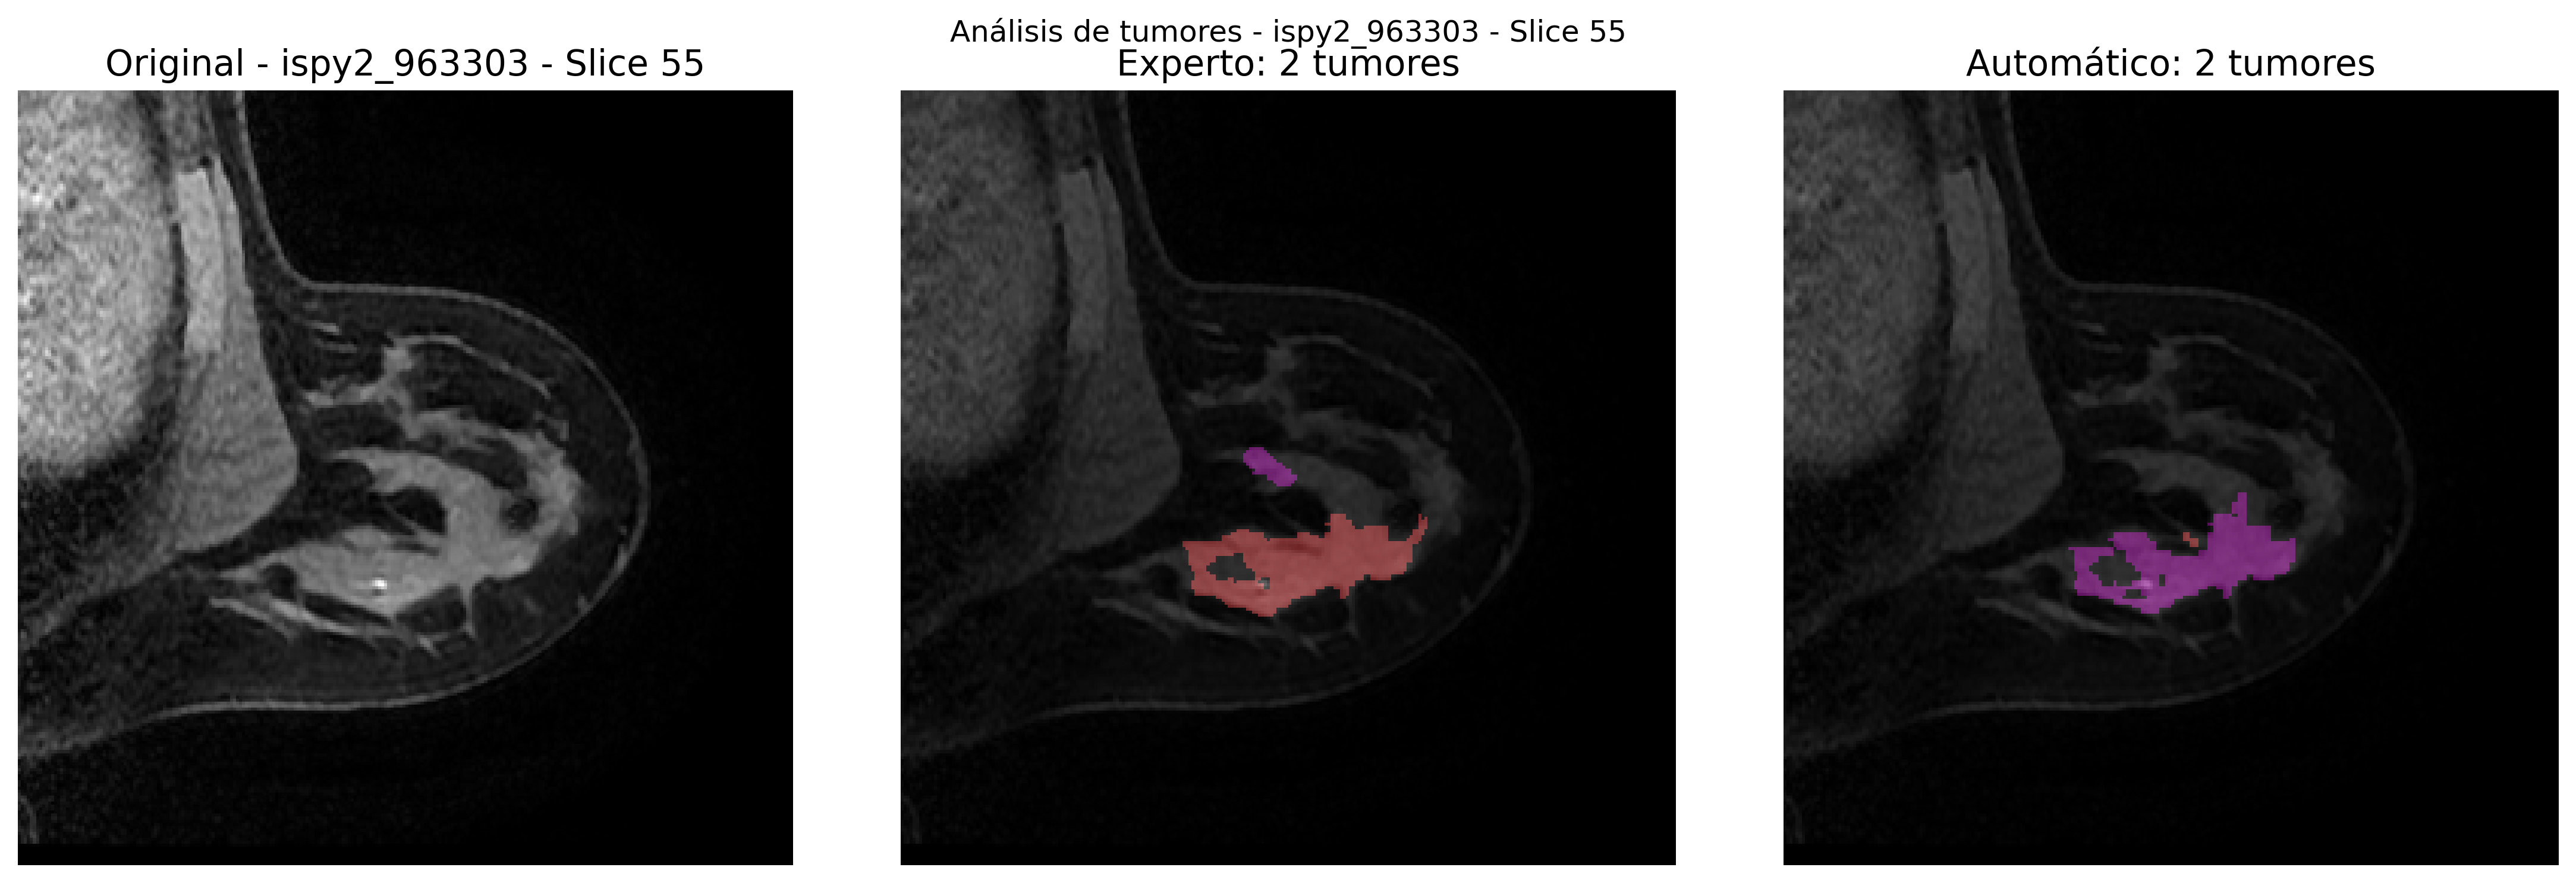 Análisis de tumores - ispy2_963303 - Slice 55
Original - ispy2_963303 - Slice 55
Experto: 2 tumores
Automático: 2 tumores